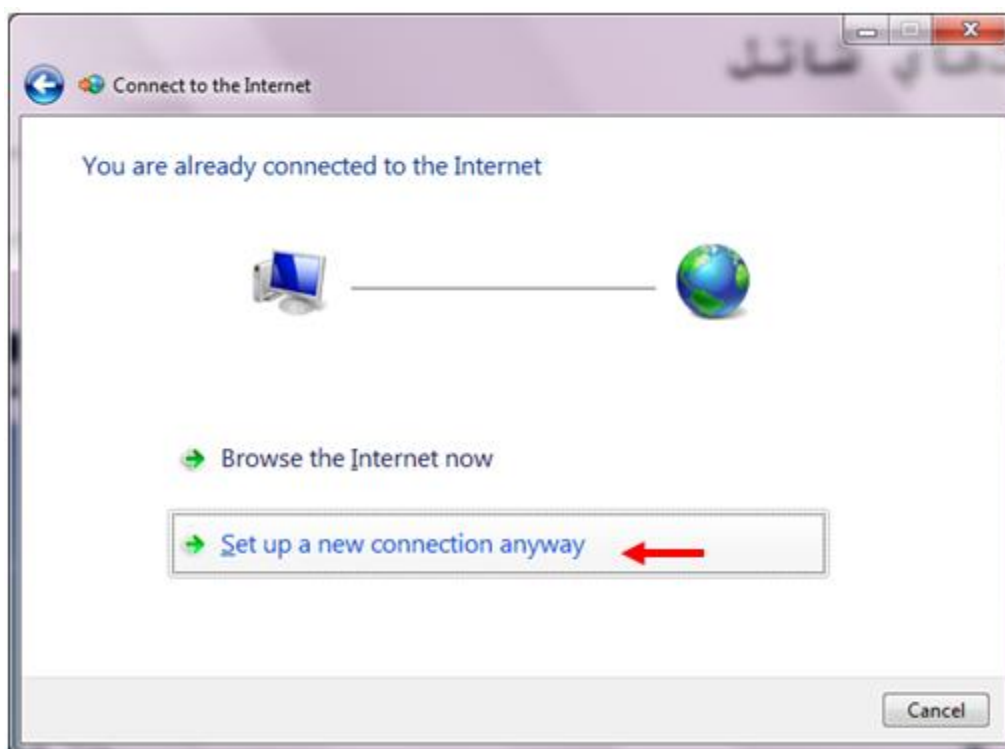 Connect to the Internet
You are already connected to the Internet
Browse the Internet now
Set up a new connection anyway
Cancel